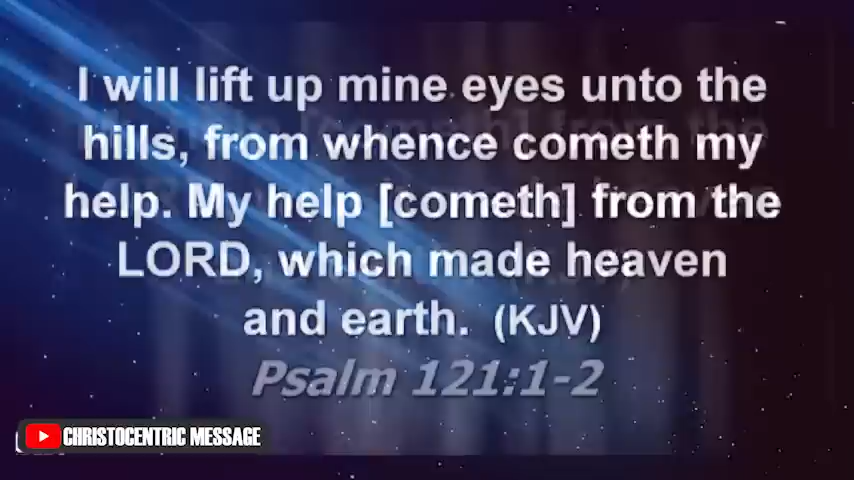 I will lift up mine eyes unto the
hills, from whence cometh my
help. My help [cometh] from the
LORD, which made heaven
and earth. (KJV)
Psalm 121:1-2
CHRISTOCENTRIC MESSAGE